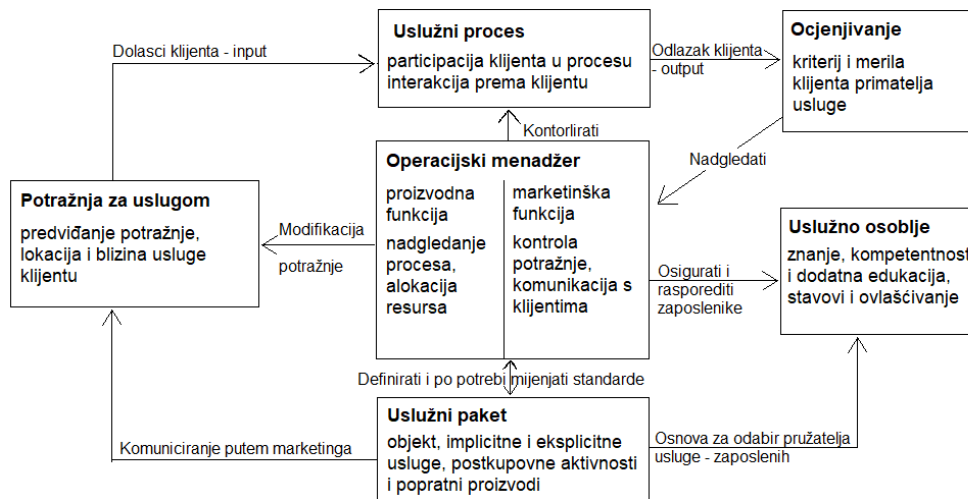 Uslužni proces
participacija klijenta u procesu
interakcija prema klijentu
Ocjenjivanje
kriterij i merila
klijenta primatelja
usluge
Dolasci klijenta - input
Odlazak klijenta
- output
Kontorlirati
Nadgledati
Potražnja za uslugom
predviđanje potražnje,
lokacija i blizina usluge
klijentu
Modifikacija
potražnje
Operacijski menadžer
proizvodna
funkcija
nadgledanje
procesa,
alokacija
resursa
marketinška
funkcija
kontrola
potražnje,
komunikacija s
klijentima
Osigurati i
rasporediti
zaposlenike
Uslužno osoblje
znanje, kompetentnost
i dodatna edukacija,
stavovi i ovlašćivanje
Definirati i po potrebi mijenjati standarde
Uslužni paket
objekt, implicitne i eksplicitne
usluge, postkupovne aktivnosti
i popratni proizvodi
Komuniciranje putem marketinga
Osnova za odabir pružatelja
usluge - zaposlenih